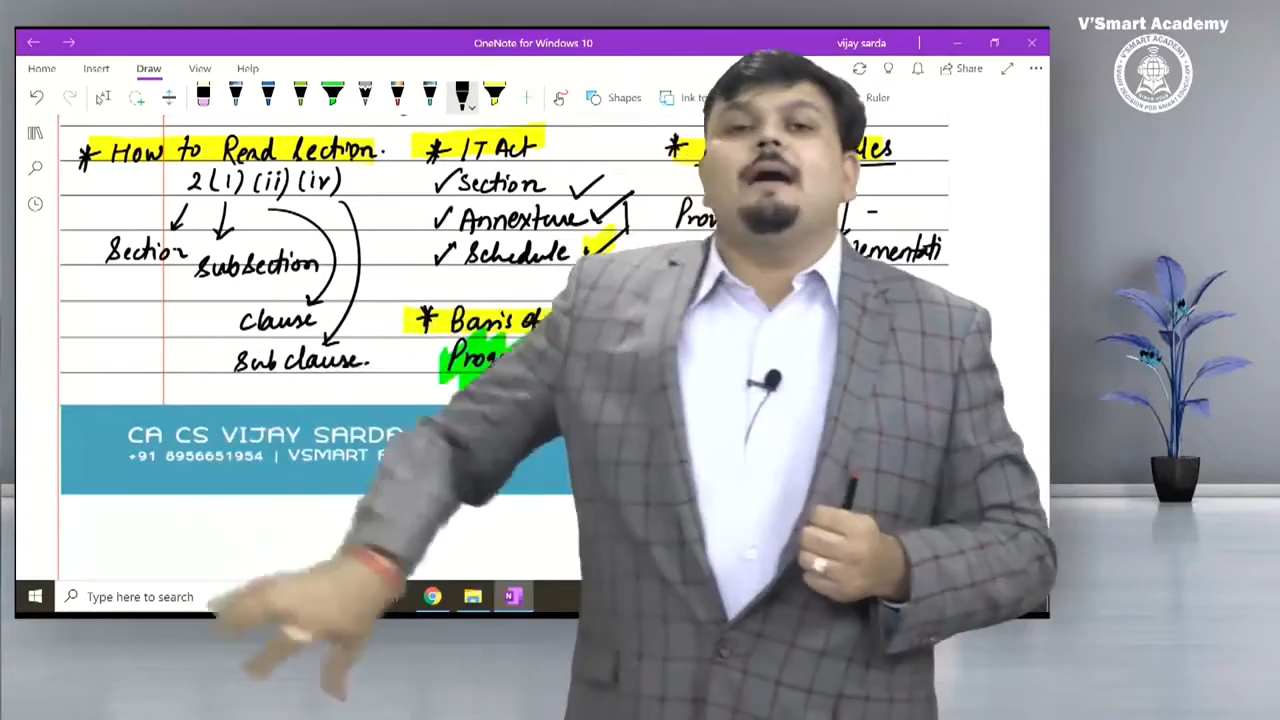 V'Smart Academy
OneNote for Windows 10
vijay sarda
Home Insert Draw View Help
Share
Shapes
Ink to
Ruler
* How to Read Section.
2(1)(ii)(iv)
Section
Subsection
Clause
Sub clause.
* IT Act
✓ Section ✓
✓ Annexture ✓
✓ Schedule ✓
* Basis of
*
CA CS VIJAY SARDA
+91 8956651954 | VSMART
Type here to search